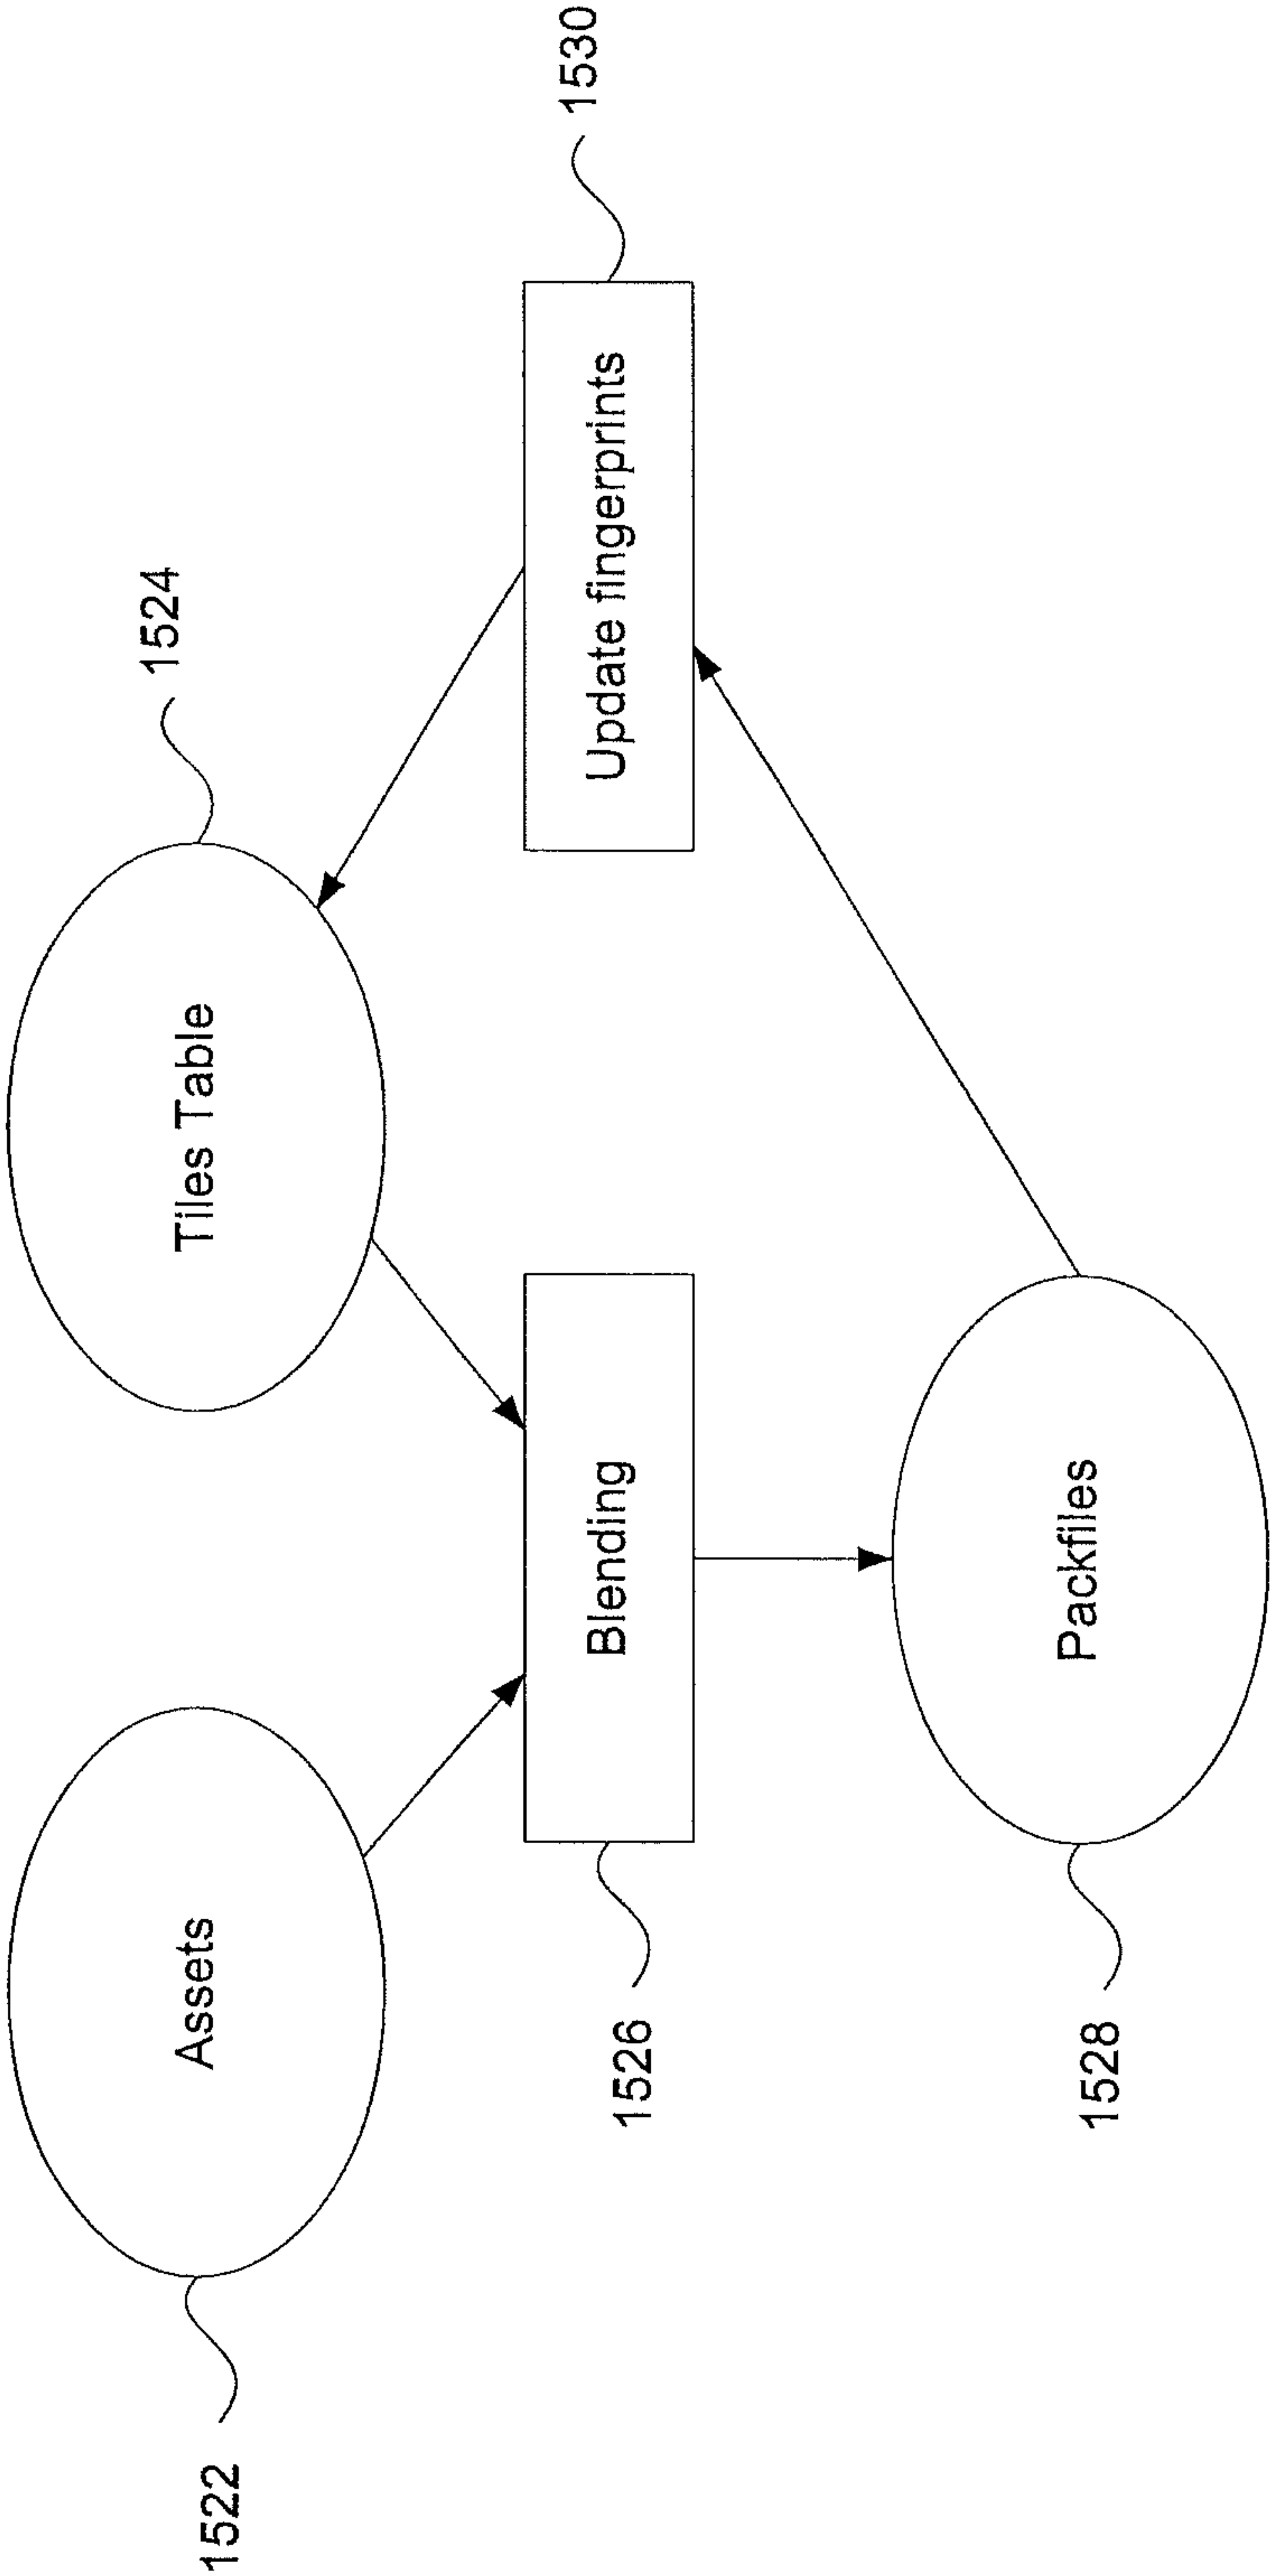 1522
Assets
Tiles Table
1524
1526
Blending
Update fingerprints
1530
1528
Packfiles